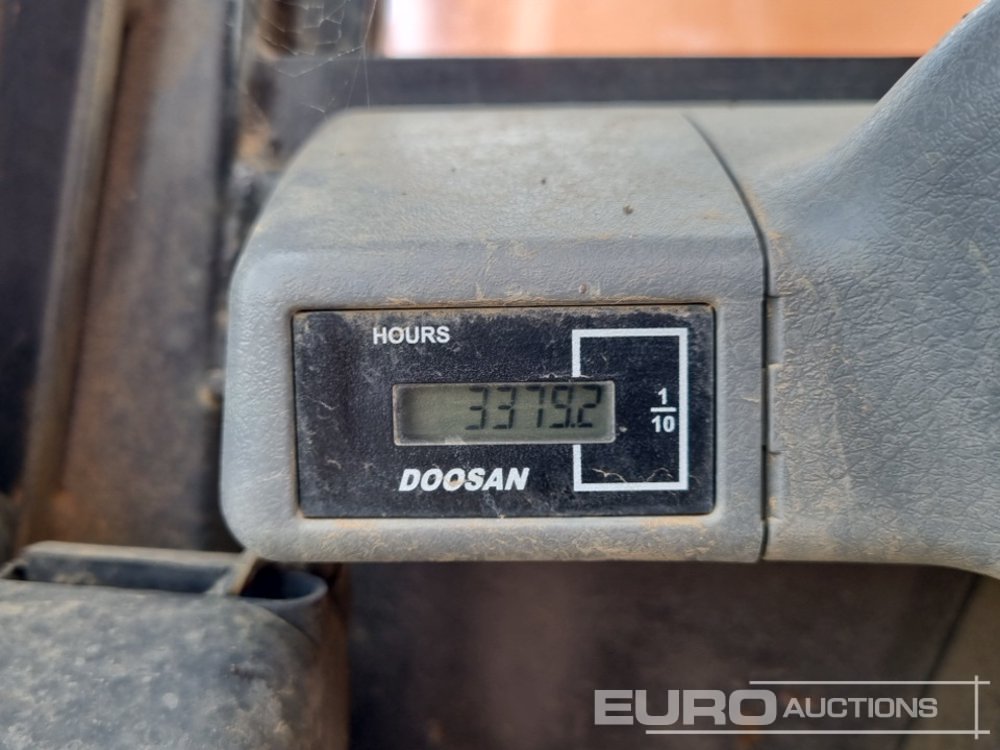 HOURS
3379.2
1
10
DOOSAN
EURO AUCTIONS